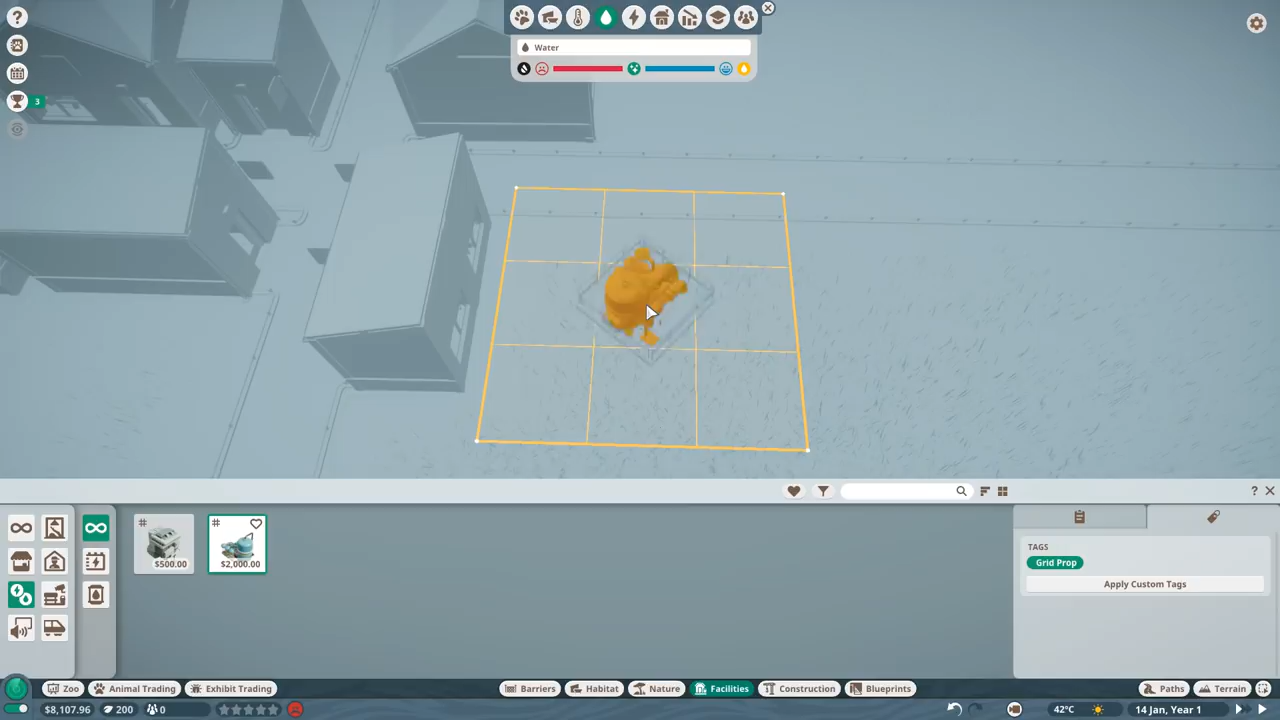 ?
Water
3
?
$500.00
$2,000.00
TAGS
Grid Prop
Apply Custom Tags
Zoo
Animal Trading
Exhibit Trading
Barriers
Habitat
Nature
Facilities
Construction
Blueprints
Paths
Terrain
$8,107.96
200
0
42°C
14 Jan, Year 1